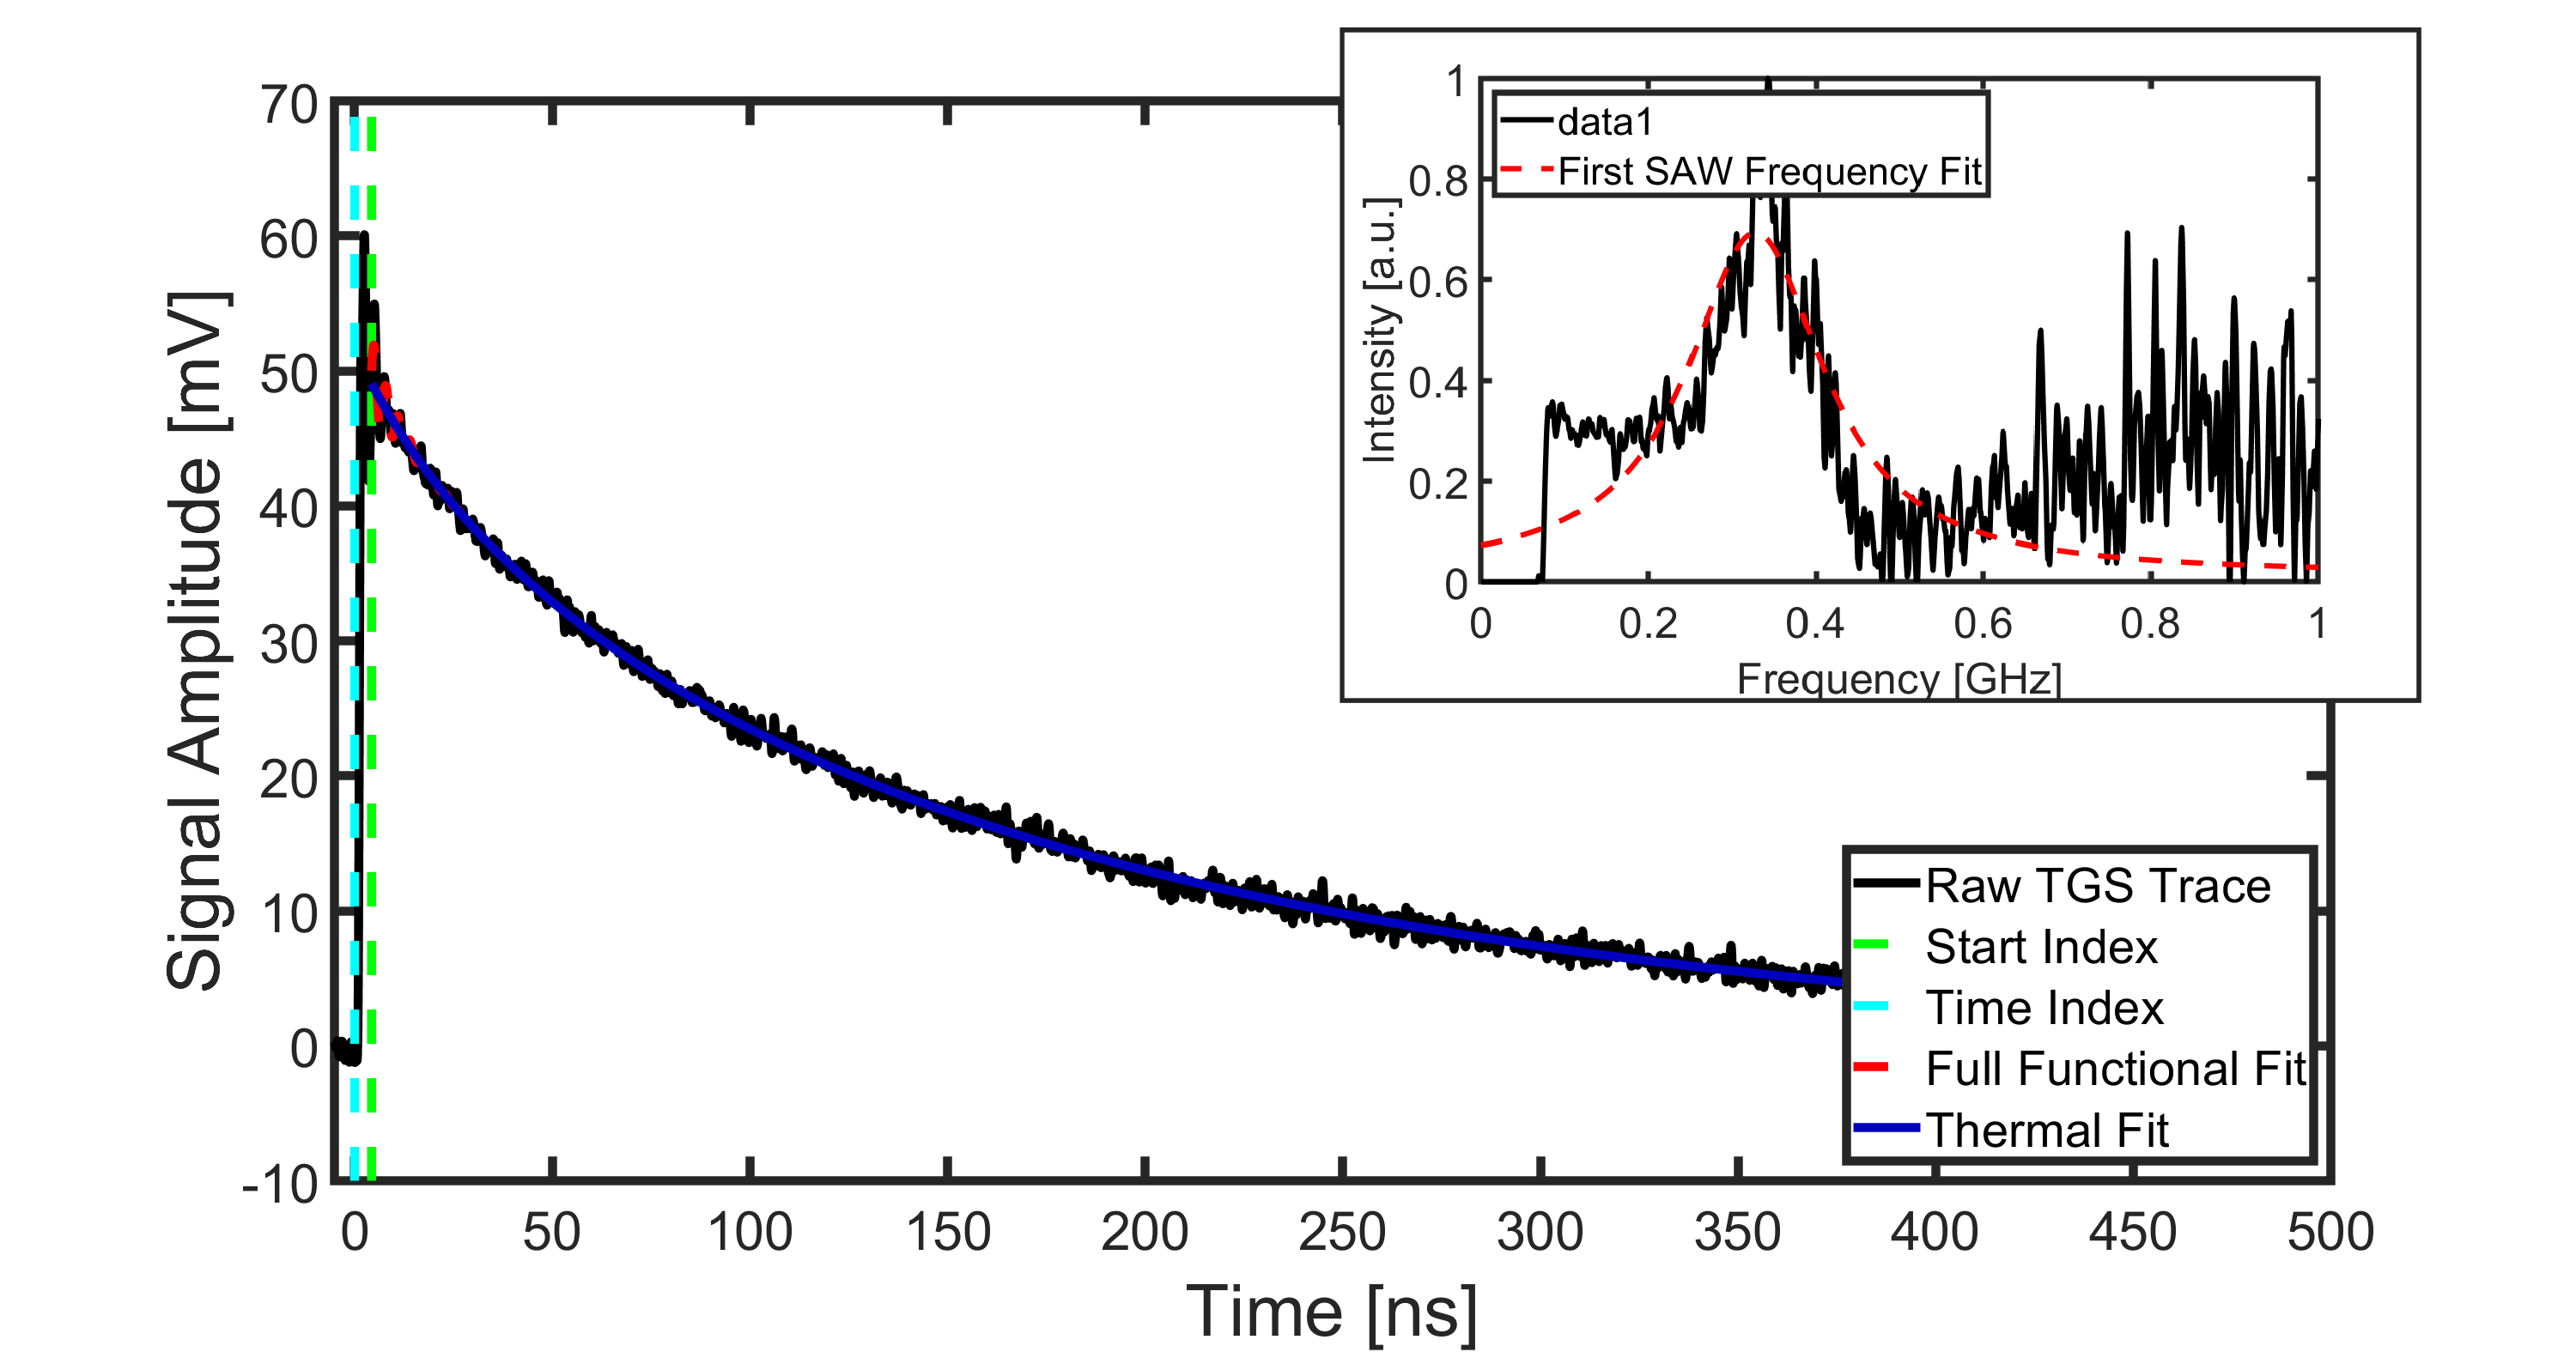 70
60
50
40
30
20
10
0
-10
Signal Amplitude [mV]
0 50 100 150 200 250 300 350 400 450 500
Time [ns]
1
0.8
0.6
0.4
0.2
0
Intensity [a.u.]
data1
First SAW Frequency Fit
0 0.2 0.4 0.6 0.8 1
Frequency [GHz]
Raw TGS Trace
Start Index
Time Index
Full Functional Fit
Thermal Fit